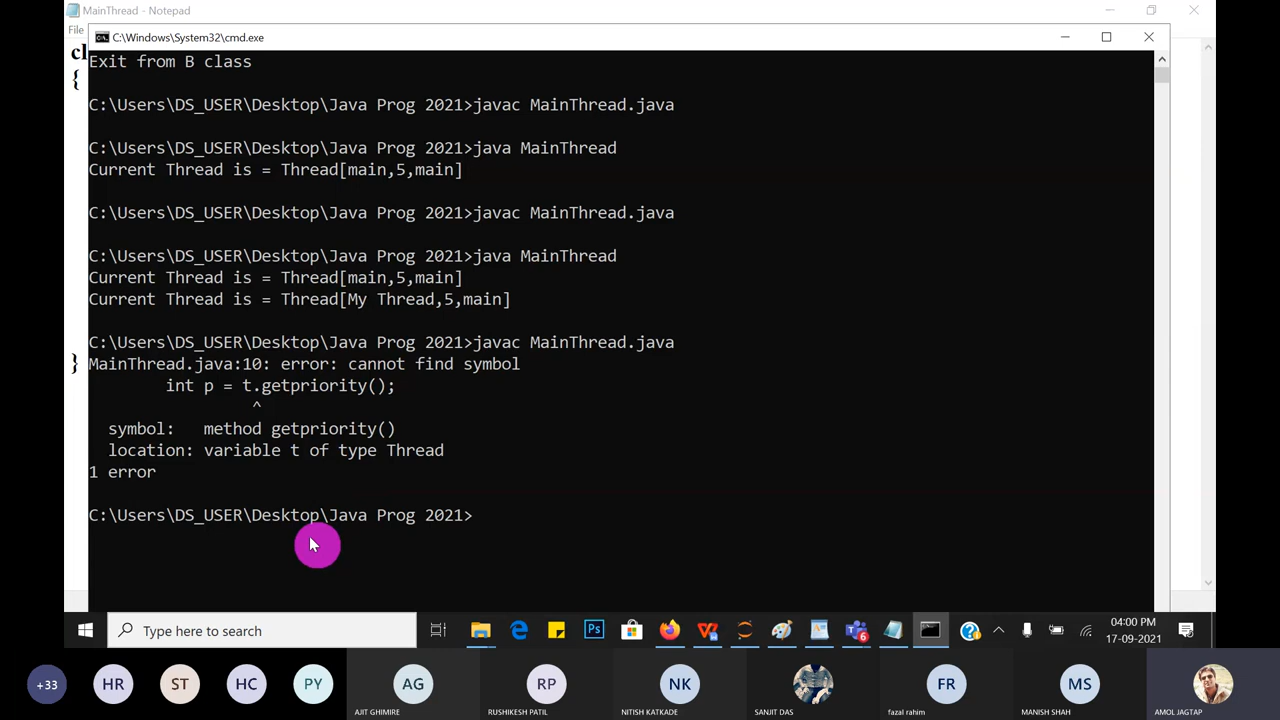 MainThread - Notepad
File
C:\Windows\System32\cmd.exe
cl
{
Exit from B class
C:\Users\DS_USER\Desktop\Java Prog 2021>javac MainThread.java
C:\Users\DS_USER\Desktop\Java Prog 2021>java MainThread
Current Thread is = Thread[main,5,main]
C:\Users\DS_USER\Desktop\Java Prog 2021>javac MainThread.java
C:\Users\DS_USER\Desktop\Java Prog 2021>java MainThread
Current Thread is = Thread[main,5,main]
Current Thread is = Thread[My Thread,5,main]
C:\Users\DS_USER\Desktop\Java Prog 2021>javac MainThread.java
}
MainThread.java:10: error: cannot find symbol
int p = t.getpriority();
^
symbol:   method getpriority()
location: variable t of type Thread
1 error
C:\Users\DS_USER\Desktop\Java Prog 2021>
Type here to search
Ps
6
04:00 PM
17-09-2021
+33
HR
ST
HC
PY
AG
RP
NK
FR
MS
AJIT GHIMIRE
RUSHIKESH PATIL
NITISH KATKADE
SANJIT DAS
fazal rahim
MANISH SHAH
AMOL JAGTAP